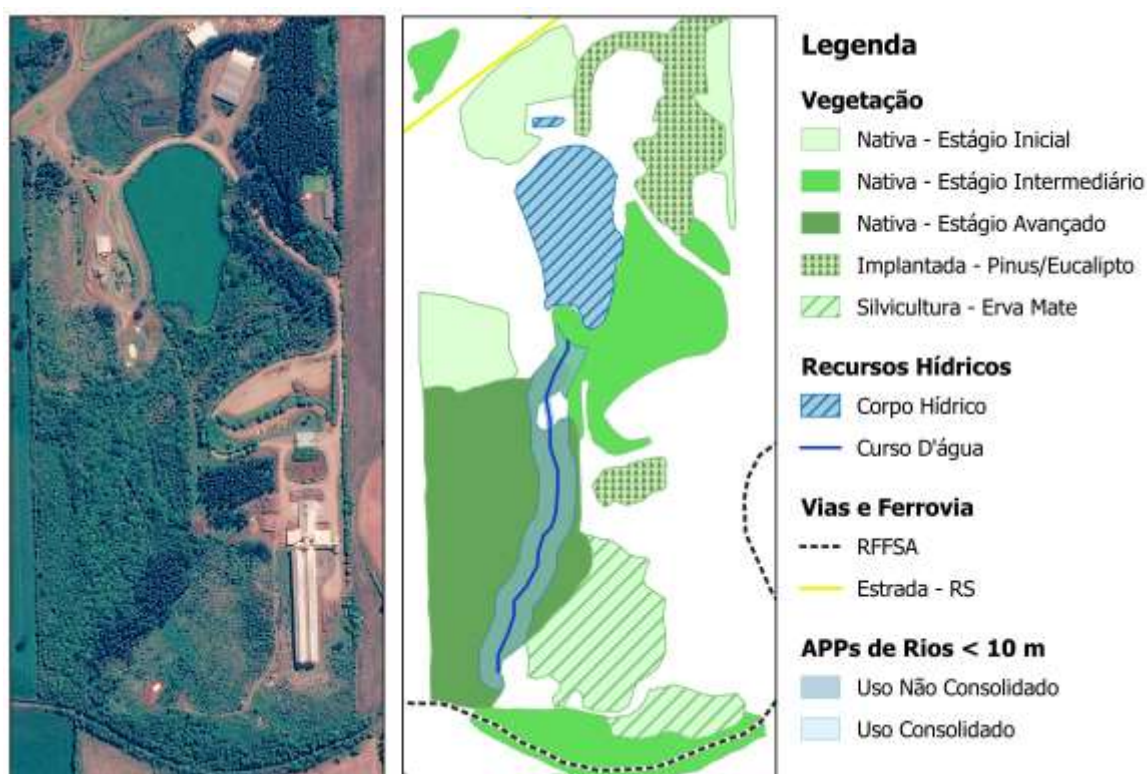 Legenda
Vegetação
Nativa - Estágio Inicial
Nativa - Estágio Intermediário
Nativa - Estágio Avançado
Implantada - Pinus/Eucalipto
Silvicultura - Erva Mate
Recursos Hídricos
Corpo Hídrico
Curso D'água
Vias e Ferrovia
RFFSA
Estrada - RS
APPs de Rios < 10 m
Uso Não Consolidado
Uso Consolidado